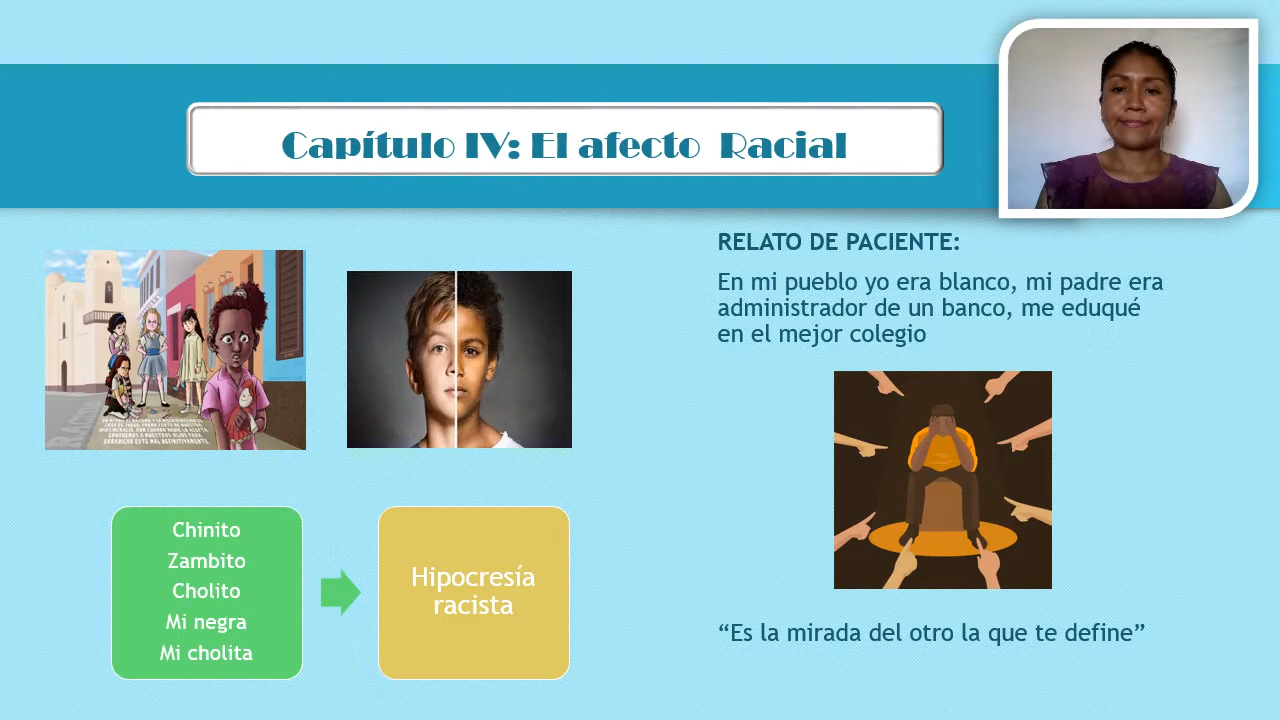 Capítulo IV: El afecto Racial
RELATO DE PACIENTE:
En mi pueblo yo era blanco, mi padre era
administrador de un banco, me eduqué
en el mejor colegio
Chinito
Zambito
Cholito
Mi negra
Mi cholita
Hipocresía
racista
“Es la mirada del otro la que te define”